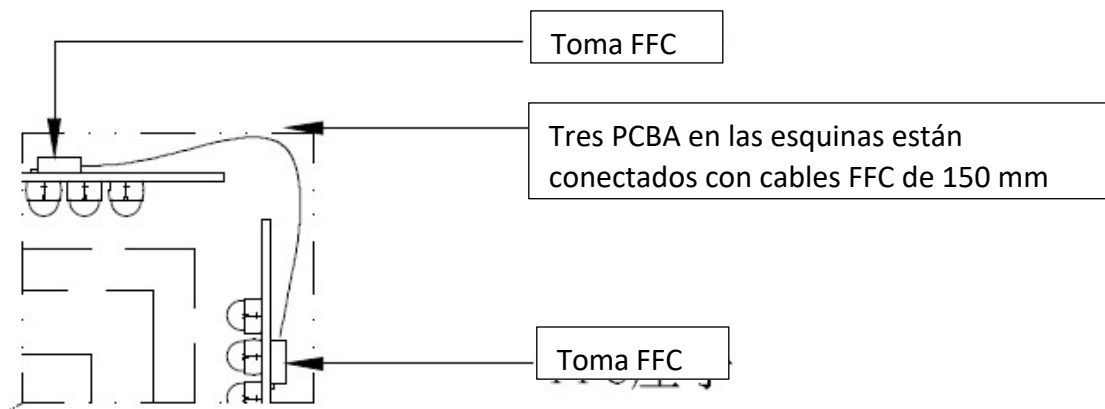 Toma FFC
Tres PCBA en las esquinas están
conectados con cables FFC de 150 mm
Toma FFC